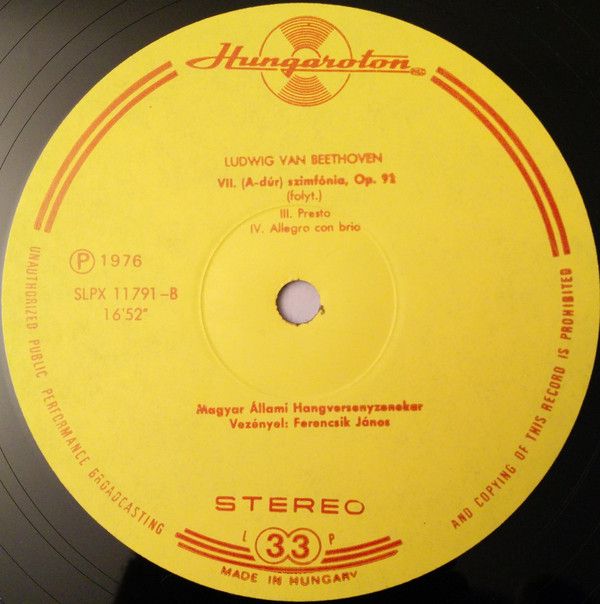 Hungaroton
LUDWIG VAN BEETHOVEN
VII. (A-dúr) szimfónia, Op. 92
(folyt.)
III. Presto
IV. Allegro con brio
Ⓟ 1976
SLPX 11791-B
16'52"
Magyar Állami Hangversenyzenekar
Vezényel: Ferencsik János
STEREO
L 33 P
MADE IN HUNGARY
UNAUTHORIZED PUBLIC PERFORMANCE BROADCASTING
AND COPYING OF THIS RECORD IS PROHIBITED